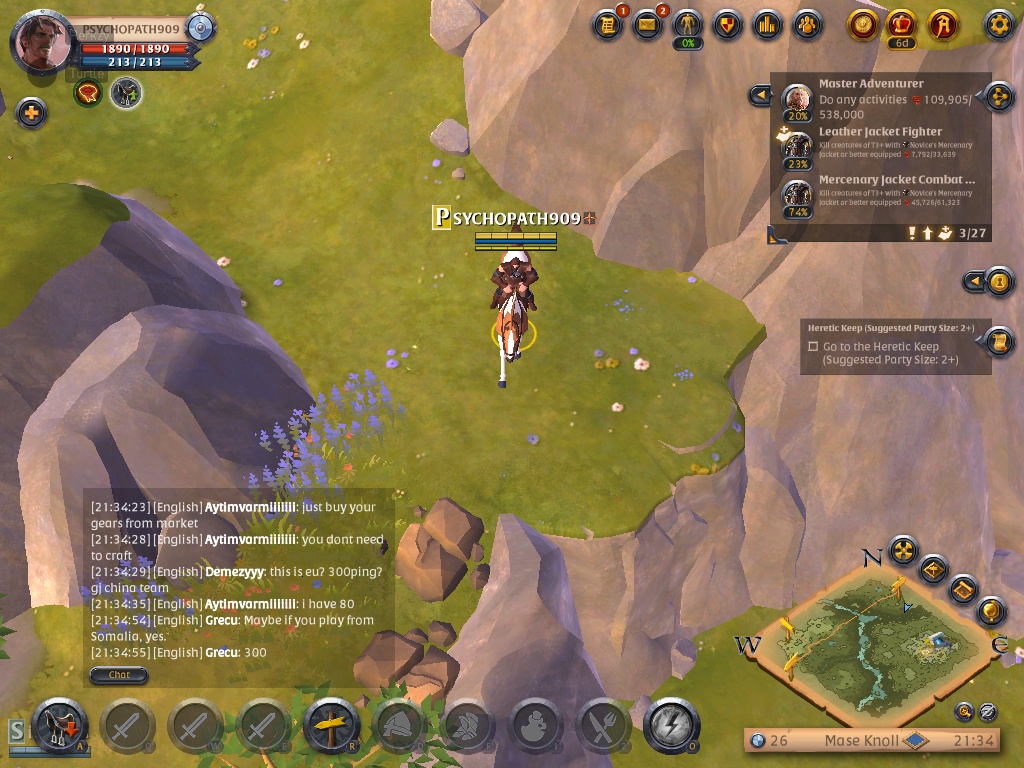 PSYCHOPATH909
1890 / 1890
213 / 213
Turtle
1
2
0%
6d
Master Adventurer
Do any activities 109,905/
538,000
20%
Leather Jacket Fighter
Kill creatures of T3+ with Novice's Mercenary
Jacket or better equipped 7,792/33,639
23%
Mercenary Jacket Combat ...
Kill creatures of T3+ with Novice's Mercenary
Jacket or better equipped 45,726/61,323
74%
3/27
PSYCHOPATH909
Heretic Keep (Suggested Party Size: 2+)
Go to the Heretic Keep
(Suggested Party Size: 2+)
[21:34:23] [English] Aytimvarmiiiiiii: just buy your
gears from market
[21:34:28] [English] Aytimvarmiiiiiii: you dont need
to craft
[21:34:29] [English] Demezyyy: this is eu? 300ping?
gj china team
[21:34:35] [English] Aytimvarmiiiiiii: i have 80
[21:34:54] [English] Grecu: Maybe if you play from
Somalia, yes.
[21:34:55] [English] Grecu: 300
Chat
N
W
E
A
Q
W
E
R
D
F
O
26
Mase Knoll
21:34